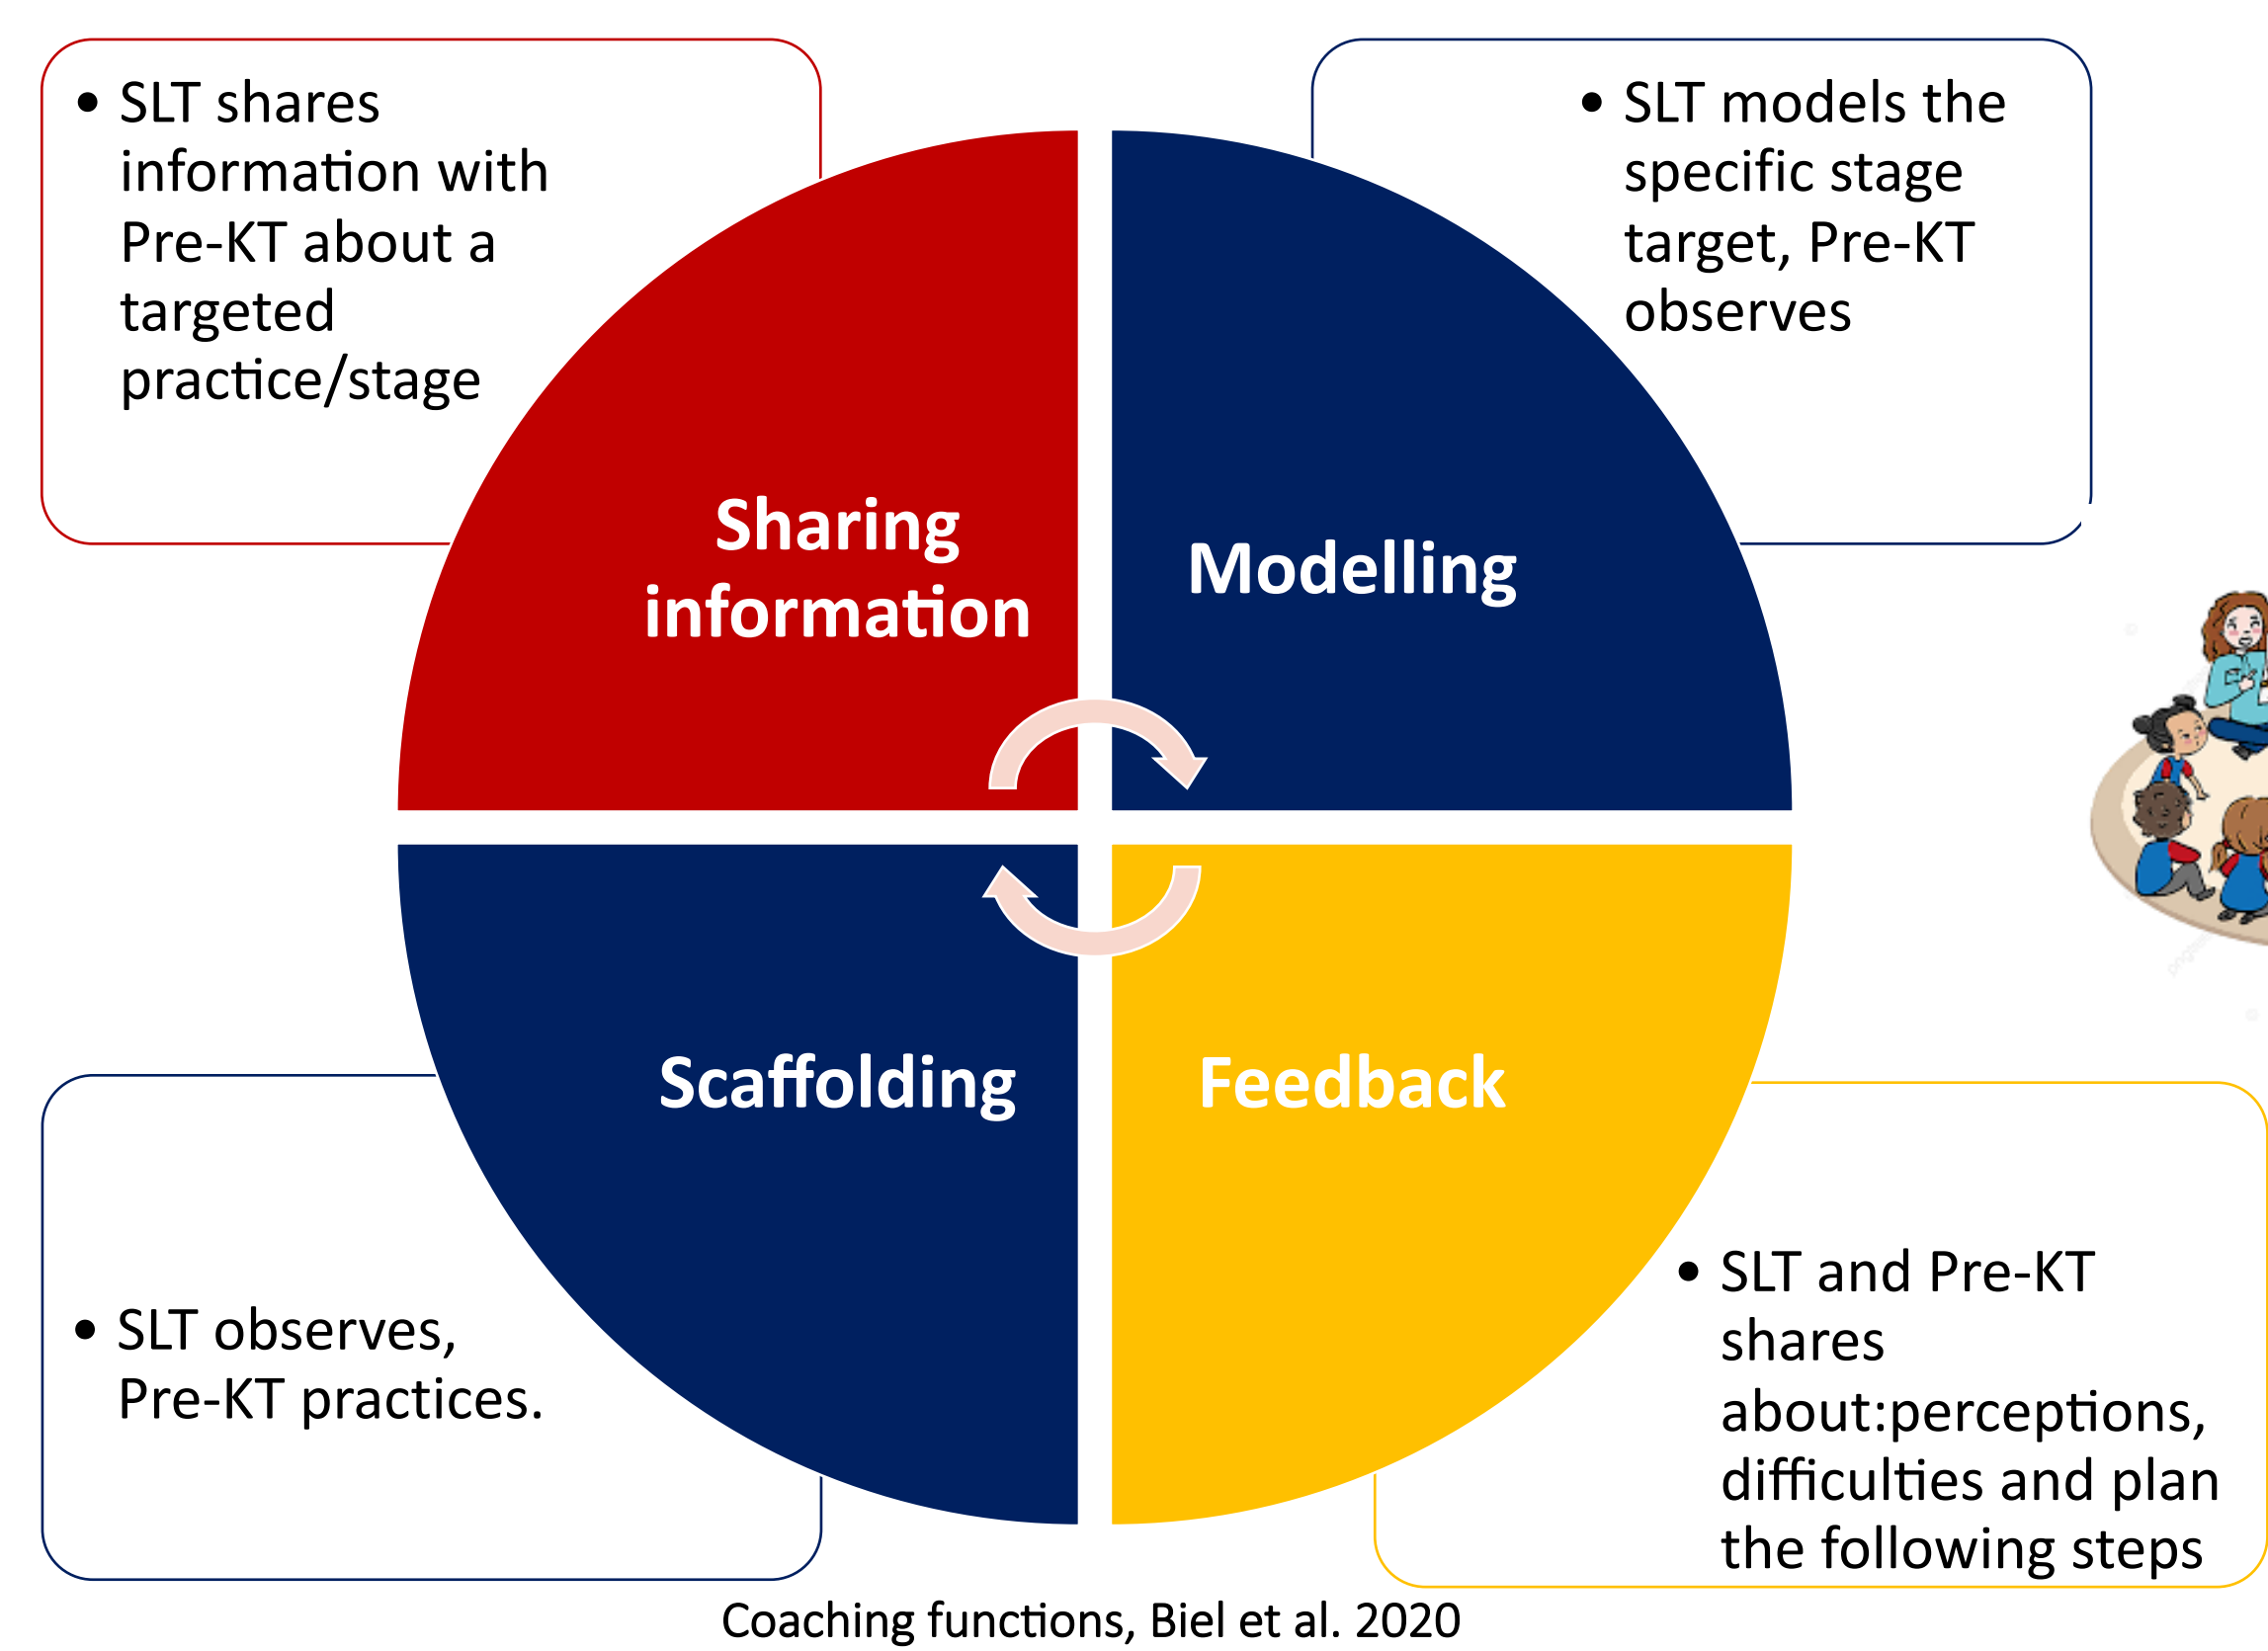 • SLT shares
information with
Pre-KT about a
targeted
practice/stage
• SLT models the
specific stage
target, Pre-KT
observes
Sharing
information
Modelling
Scaffolding
Feedback
• SLT observes,
Pre-KT practices.
• SLT and Pre-KT
shares
about:perceptions,
difficulties and plan
the following steps
Coaching functions, Biel et al. 2020